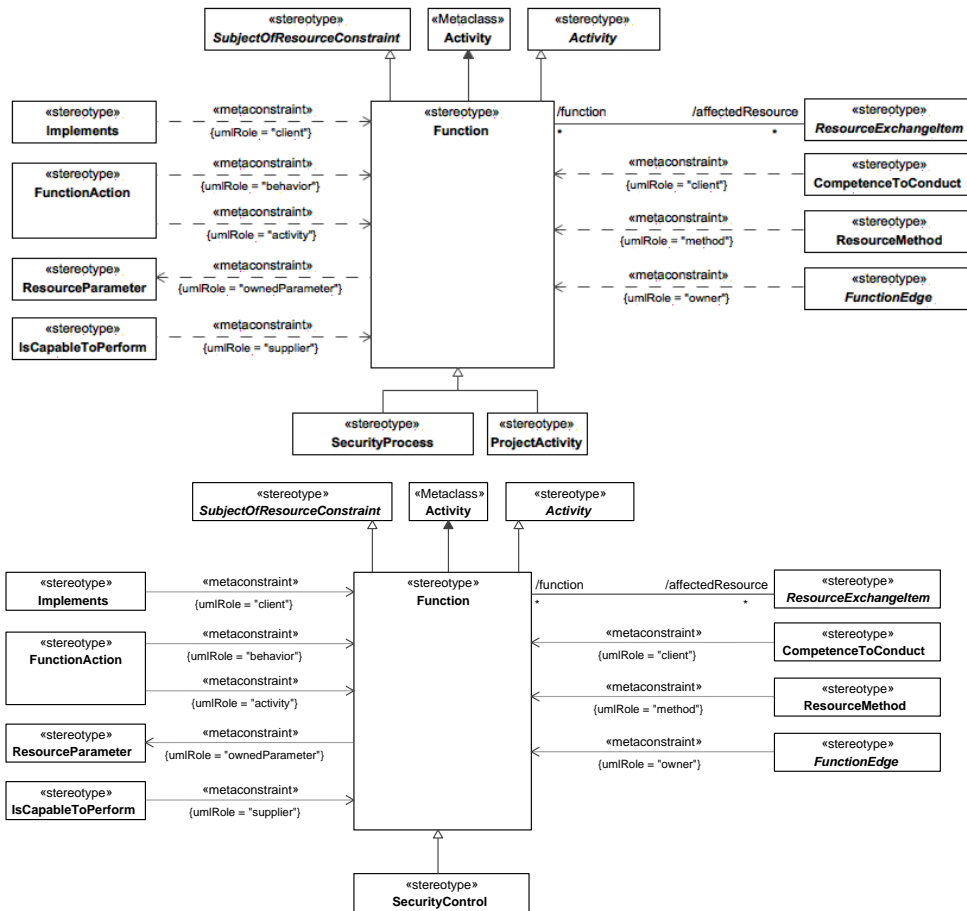 «stereotype»
SubjectOfResourceConstraint
«Metaclass»
Activity
«stereotype»
Activity
«stereotype»
Implements
«metaconstraint»
{umlRole = "client"}
«stereotype»
Function
/function
/affectedResource
*
*
«stereotype»
ResourceExchangeItem
«stereotype»
FunctionAction
«metaconstraint»
{umlRole = "behavior"}
«metaconstraint»
{umlRole = "activity"}
«metaconstraint»
{umlRole = "client"}
«stereotype»
CompetenceToConduct
«metaconstraint»
{umlRole = "method"}
«stereotype»
ResourceMethod
«stereotype»
ResourceParameter
«metaconstraint»
{umlRole = "ownedParameter"}
«metaconstraint»
{umlRole = "owner"}
«stereotype»
FunctionEdge
«stereotype»
IsCapableToPerform
«metaconstraint»
{umlRole = "supplier"}
«stereotype»
SecurityProcess
«stereotype»
ProjectActivity
«stereotype»
SubjectOfResourceConstraint
«Metaclass»
Activity
«stereotype»
Activity
«stereotype»
Implements
«metaconstraint»
{umlRole = "client"}
«stereotype»
Function
/function
/affectedResource
*
*
«stereotype»
ResourceExchangeItem
«stereotype»
FunctionAction
«metaconstraint»
{umlRole = "behavior"}
«metaconstraint»
{umlRole = "activity"}
«metaconstraint»
{umlRole = "client"}
«stereotype»
CompetenceToConduct
«metaconstraint»
{umlRole = "method"}
«stereotype»
ResourceMethod
«stereotype»
ResourceParameter
«metaconstraint»
{umlRole = "ownedParameter"}
«metaconstraint»
{umlRole = "owner"}
«stereotype»
FunctionEdge
«stereotype»
IsCapableToPerform
«metaconstraint»
{umlRole = "supplier"}
«stereotype»
SecurityControl